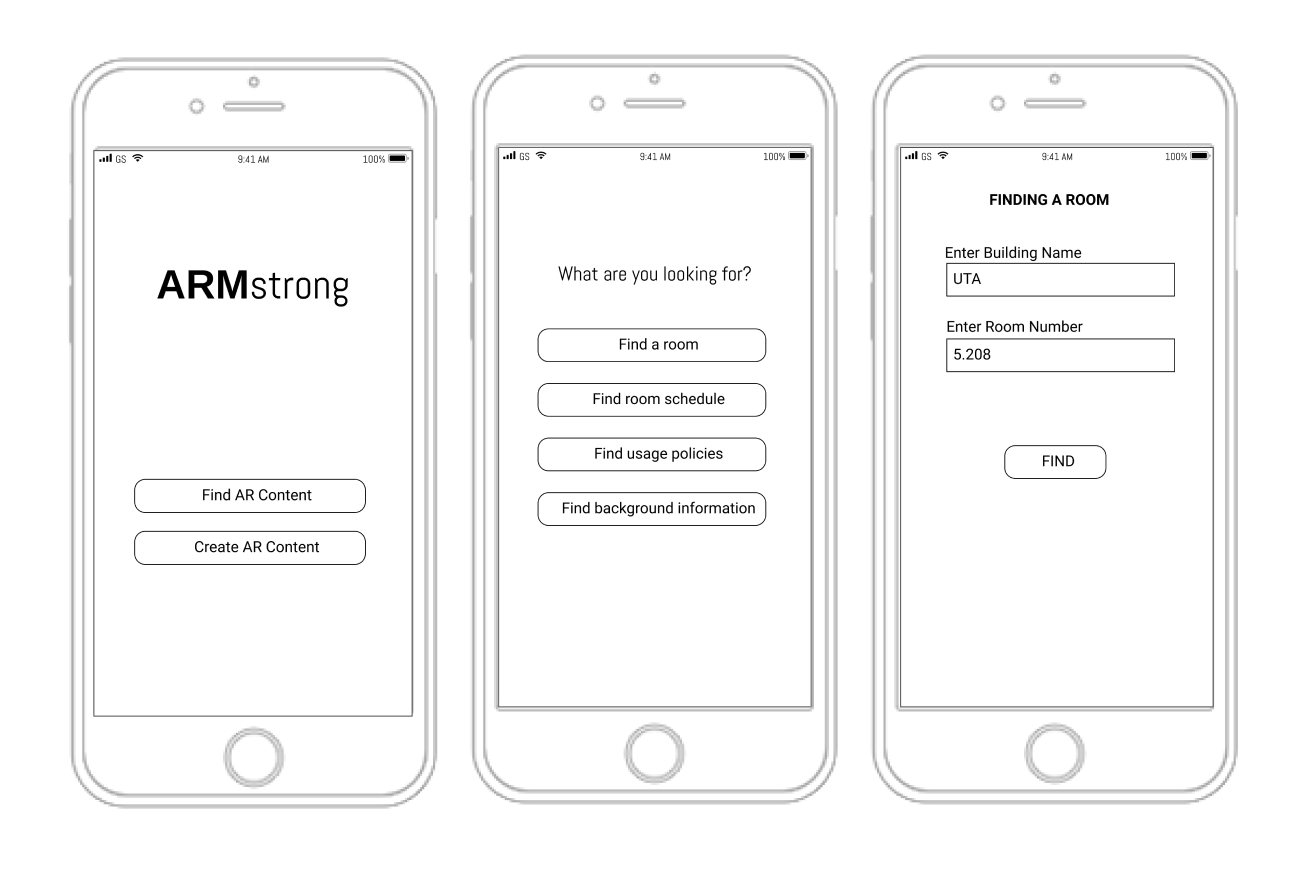 GS 9:41 AM 100%
ARMstrong
Find AR Content
Create AR Content
GS 9:41 AM 100%
What are you looking for?
Find a room
Find room schedule
Find usage policies
Find background information
GS 9:41 AM 100%
FINDING A ROOM
Enter Building Name
UTA
Enter Room Number
5.208
FIND